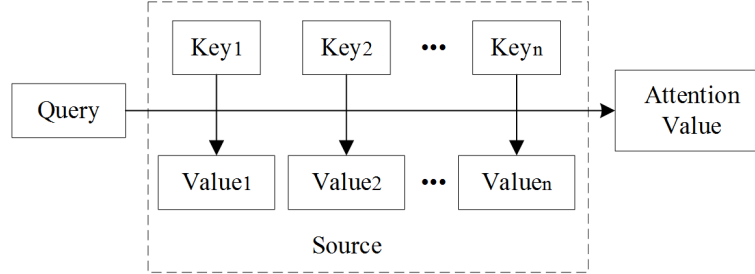 Key1 Key2 ••• Keyn
Query
Attention
Value
Value1 Value2 ••• Valuen
Source